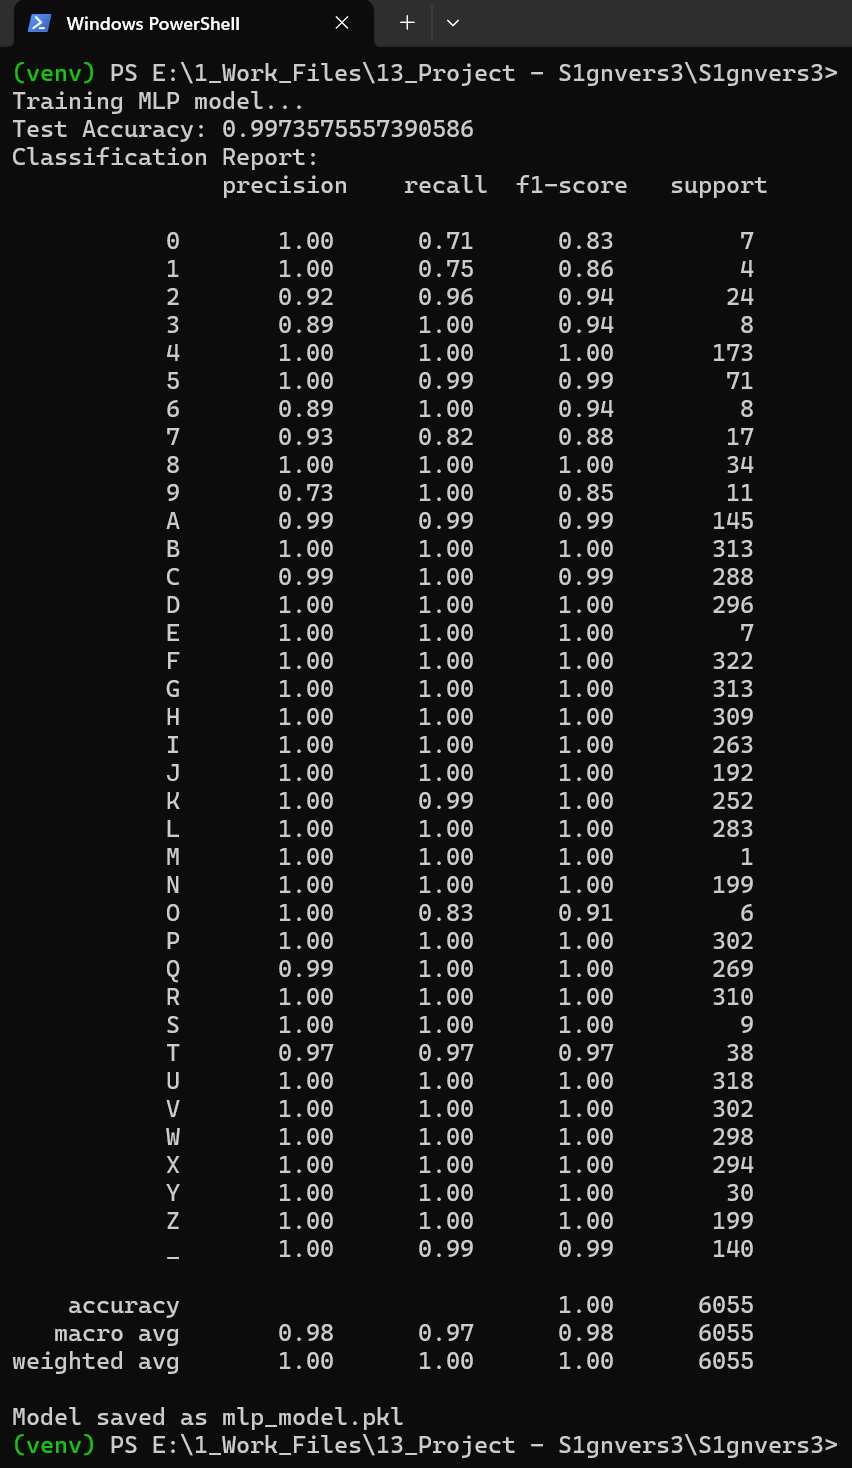 Windows PowerShell
(venv) PS E:\1_Work_Files\13_Project - S1gnvers3\S1gnvers3>
Training MLP model...
Test Accuracy: 0.9973575557390586
Classification Report:
precision recall f1-score support
0 1.00 0.71 0.83 7
1 1.00 0.75 0.86 4
2 0.92 0.96 0.94 24
3 0.89 1.00 0.94 8
4 1.00 1.00 1.00 173
5 1.00 0.99 0.99 71
6 0.89 1.00 0.94 8
7 0.93 0.82 0.88 17
8 1.00 1.00 1.00 34
9 0.73 1.00 0.85 11
A 0.99 0.99 0.99 145
B 1.00 1.00 1.00 313
C 0.99 1.00 0.99 288
D 1.00 1.00 1.00 296
E 1.00 1.00 1.00 7
F 1.00 1.00 1.00 322
G 1.00 1.00 1.00 313
H 1.00 1.00 1.00 309
I 1.00 1.00 1.00 263
J 1.00 1.00 1.00 192
K 1.00 0.99 1.00 252
L 1.00 1.00 1.00 283
M 1.00 1.00 1.00 1
N 1.00 1.00 1.00 199
O 1.00 0.83 0.91 6
P 1.00 1.00 1.00 302
Q 0.99 1.00 1.00 269
R 1.00 1.00 1.00 310
S 1.00 1.00 1.00 9
T 0.97 0.97 0.97 38
U 1.00 1.00 1.00 318
V 1.00 1.00 1.00 302
W 1.00 1.00 1.00 298
X 1.00 1.00 1.00 294
Y 1.00 1.00 1.00 30
Z 1.00 1.00 1.00 199
_ 1.00 0.99 0.99 140
accuracy 1.00 6055
macro avg 0.98 0.97 0.98 6055
weighted avg 1.00 1.00 1.00 6055
Model saved as mlp_model.pkl
(venv) PS E:\1_Work_Files\13_Project - S1gnvers3\S1gnvers3>